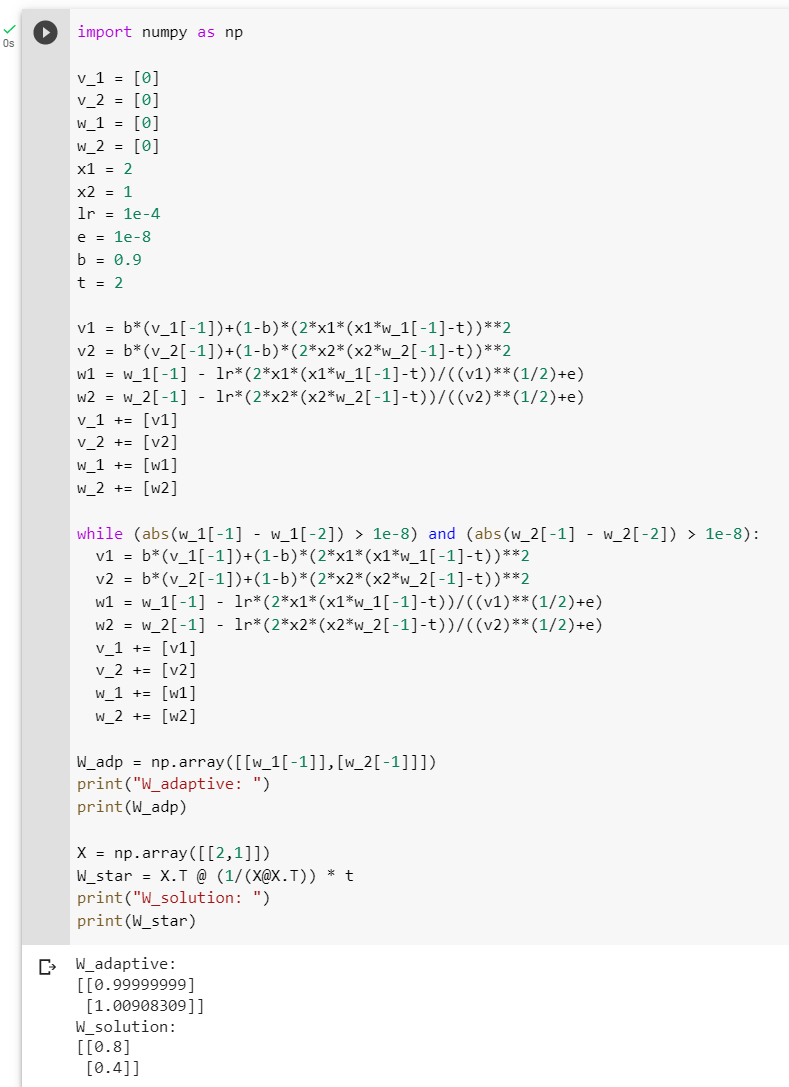 0s
import numpy as np
v_1 = [0]
v_2 = [0]
w_1 = [0]
w_2 = [0]
x1 = 2
x2 = 1
lr = 1e-4
e = 1e-8
b = 0.9
t = 2
v1 = b*(v_1[-1])+(1-b)*(2*x1*(x1*w_1[-1]-t))**2
v2 = b*(v_2[-1])+(1-b)*(2*x2*(x2*w_2[-1]-t))**2
w1 = w_1[-1] - lr*(2*x1*(x1*w_1[-1]-t))/((v1)**(1/2)+e)
w2 = w_2[-1] - lr*(2*x2*(x2*w_2[-1]-t))/((v2)**(1/2)+e)
v_1 += [v1]
v_2 += [v2]
w_1 += [w1]
w_2 += [w2]
while (abs(w_1[-1] - w_1[-2]) > 1e-8) and (abs(w_2[-1] - w_2[-2]) > 1e-8):
  v1 = b*(v_1[-1])+(1-b)*(2*x1*(x1*w_1[-1]-t))**2
  v2 = b*(v_2[-1])+(1-b)*(2*x2*(x2*w_2[-1]-t))**2
  w1 = w_1[-1] - lr*(2*x1*(x1*w_1[-1]-t))/((v1)**(1/2)+e)
  w2 = w_2[-1] - lr*(2*x2*(x2*w_2[-1]-t))/((v2)**(1/2)+e)
  v_1 += [v1]
  v_2 += [v2]
  w_1 += [w1]
  w_2 += [w2]
W_adp = np.array([[w_1[-1]],[w_2[-1]]])
print("W_adaptive: ")
print(W_adp)
X = np.array([[2,1]])
W_star = X.T @ (1/(X@X.T)) * t
print("W_solution: ")
print(W_star)
W_adaptive:
[[0.99999999]
 [1.00908309]]
W_solution:
[[0.8]
 [0.4]]